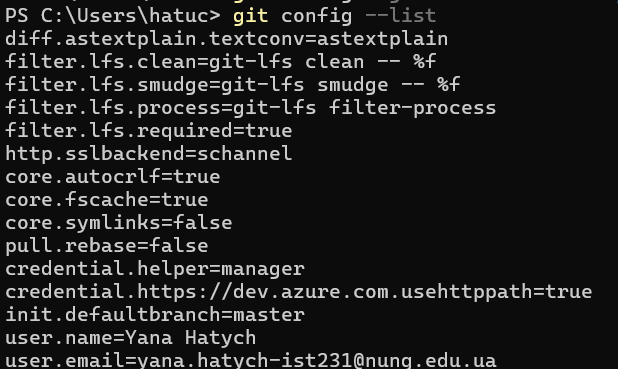 PS C:\Users\hatuc> git config --list
diff.astextplain.textconv=astextplain
filter.lfs.clean=git-lfs clean -- %f
filter.lfs.smudge=git-lfs smudge -- %f
filter.lfs.process=git-lfs filter-process
filter.lfs.required=true
http.sslbackend=schannel
core.autocrlf=true
core.fscache=true
core.symlinks=false
pull.rebase=false
credential.helper=manager
credential.https://dev.azure.com.usehttppath=true
init.defaultbranch=master
user.name=Yana Hatych
user.email=yana.hatych-ist231@nung.edu.ua